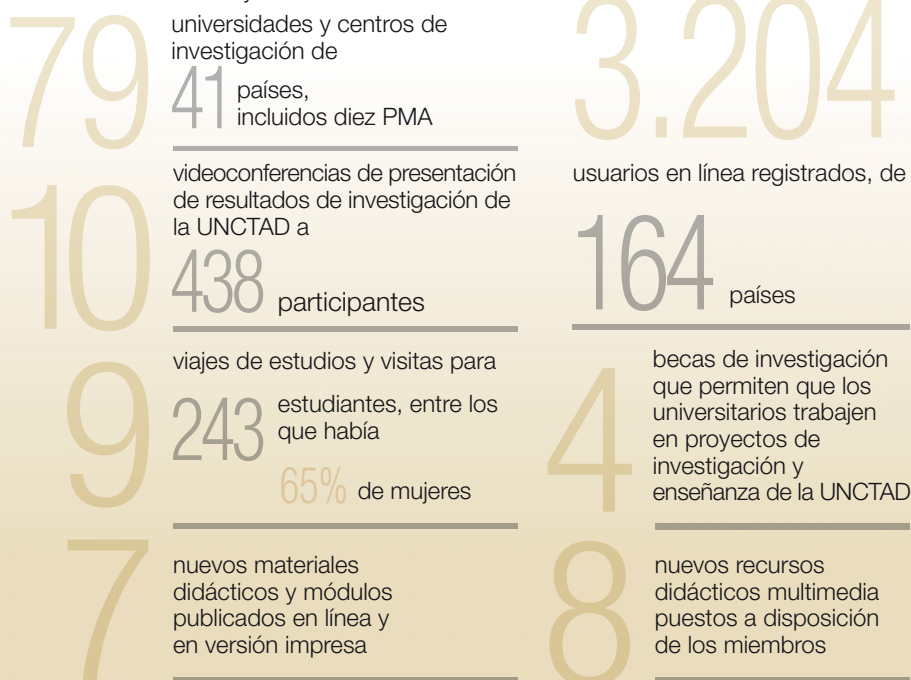 79
universidades y centros de
investigación de
41 países,
incluidos diez PMA
10
videoconferencias de presentación
de resultados de investigación de
la UNCTAD a
438 participantes
9
viajes de estudios y visitas para
243 estudiantes, entre los
que había
65% de mujeres
7
nuevos materiales
didácticos y módulos
publicados en línea y
en versión impresa
3.204
usuarios en línea registrados, de
164 países
4
becas de investigación
que permiten que los
universitarios trabajen
en proyectos de
investigación y
enseñanza de la UNCTAD
8
nuevos recursos
didácticos multimedia
puestos a disposición
de los miembros